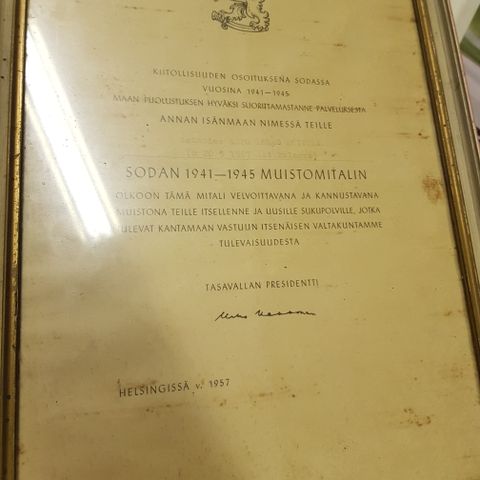 KIITOLLISUUDEN OSOITUKSENA SODASSA
VUOSINA 1941—1945
MAAN PUOLUSTUKSEN HYVÄKSI SUORITTAMASTANNE PALVELUKSESTA
ANNAN ISÄNMAAN NIMESSÄ TEILLE
SODAN 1941—1945 MUISTOMITALIN
OLKOON TÄMÄ MITALI VELVOITTAVANA JA KANNUSTAVANA
MUISTONA TEILLE ITSELLENNE JA UUSILLE SUKUPOLVILLE, JOTKA
TULEVAT KANTAMAAN VASTUUN ITSENÄISEN VALTAKUNTAMME
TULEVAISUUDESTA
TASAVALLAN PRESIDENTTI
HELSINGISSÄ v. 1957